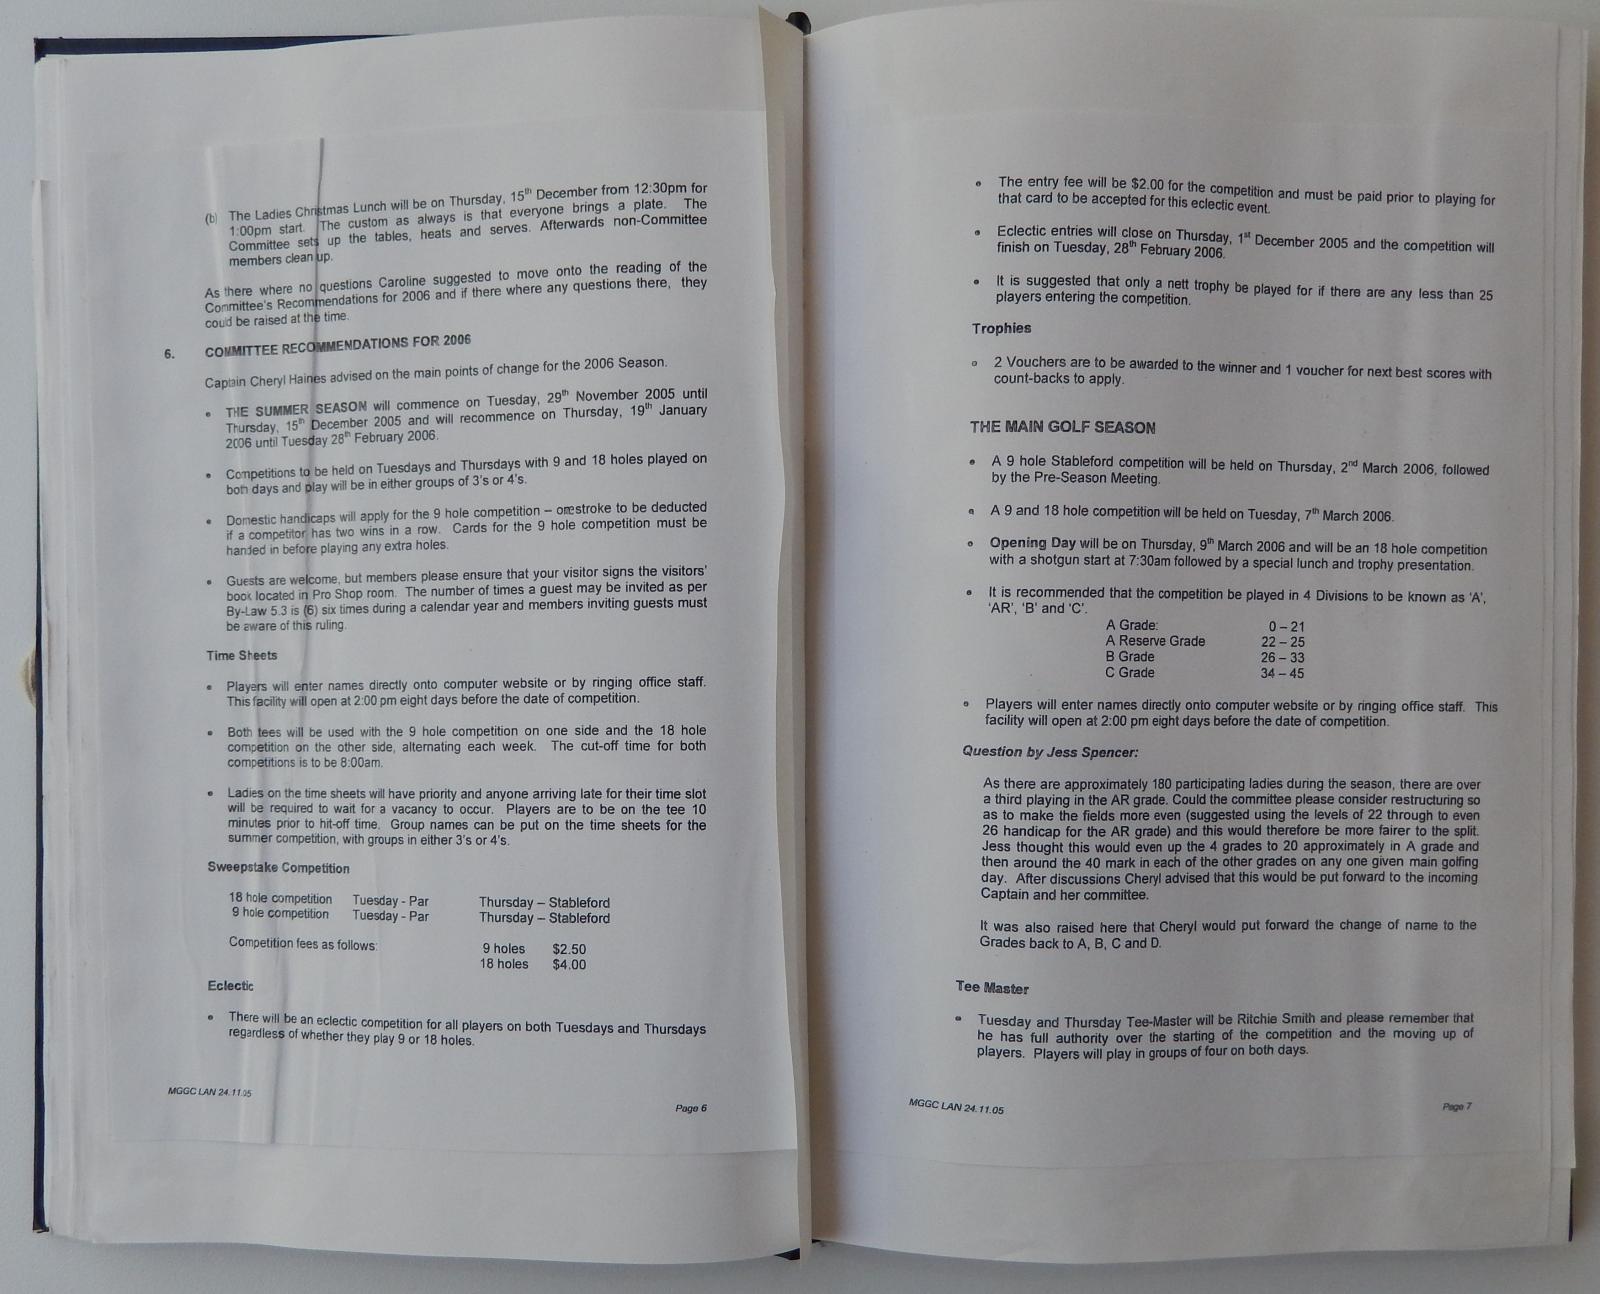 (b) The Ladies Christmas Lunch will be on Thursday, 15th December from 12:30pm for
1:00pm start. The custom as always is that everyone brings a plate. The
Committee sets up the tables, heats and serves. Afterwards non-Committee
members clean up.
As there where no questions Caroline suggested to move onto the reading of the
Committee's Recommendations for 2006 and if there where any questions there, they
could be raised at the time.
6. COMMITTEE RECOMMENDATIONS FOR 2006
Captain Cheryl Haines advised on the main points of change for the 2006 Season.
• THE SUMMER SEASON will commence on Tuesday, 29th November 2005 until
Thursday, 15th December 2005 and will recommence on Thursday, 19th January
2006 until Tuesday 28th February 2006.
• Competitions to be held on Tuesdays and Thursdays with 9 and 18 holes played on
both days and play will be in either groups of 3's or 4's.
• Domestic handicaps will apply for the 9 hole competition – one stroke to be deducted
if a competitor has two wins in a row. Cards for the 9 hole competition must be
handed in before playing any extra holes.
• Guests are welcome, but members please ensure that your visitor signs the visitors'
book located in Pro Shop room. The number of times a guest may be invited as per
By-Law 5.3 is (6) six times during a calendar year and members inviting guests must
be aware of this ruling.
Time Sheets
• Players will enter names directly onto computer website or by ringing office staff.
This facility will open at 2:00 pm eight days before the date of competition.
• Both tees will be used with the 9 hole competition on one side and the 18 hole
competition on the other side, alternating each week. The cut-off time for both
competitions is to be 8:00am.
• Ladies on the time sheets will have priority and anyone arriving late for their time slot
will be required to wait for a vacancy to occur. Players are to be on the tee 10
minutes prior to hit-off time. Group names can be put on the time sheets for the
summer competition, with groups in either 3's or 4's.
Sweepstake Competition
18 hole competition Tuesday - Par Thursday – Stableford
9 hole competition Tuesday - Par Thursday – Stableford
Competition fees as follows: 9 holes $2.50
18 holes $4.00
Eclectic
• There will be an eclectic competition for all players on both Tuesdays and Thursdays
regardless of whether they play 9 or 18 holes.
MGGC LAN 24.11.05
Page 6
• The entry fee will be $2.00 for the competition and must be paid prior to playing for
that card to be accepted for this eclectic event.
• Eclectic entries will close on Thursday, 1st December 2005 and the competition will
finish on Tuesday, 28th February 2006.
• It is suggested that only a nett trophy be played for if there are any less than 25
players entering the competition.
Trophies
• 2 Vouchers are to be awarded to the winner and 1 voucher for next best scores with
count-backs to apply.
THE MAIN GOLF SEASON
• A 9 hole Stableford competition will be held on Thursday, 2nd March 2006, followed
by the Pre-Season Meeting.
• A 9 and 18 hole competition will be held on Tuesday, 7th March 2006.
• Opening Day will be on Thursday, 9th March 2006 and will be an 18 hole competition
with a shotgun start at 7:30am followed by a special lunch and trophy presentation.
• It is recommended that the competition be played in 4 Divisions to be known as 'A',
'AR', 'B' and 'C'.
A Grade: 0 – 21
A Reserve Grade 22 – 25
B Grade 26 – 33
C Grade 34 – 45
• Players will enter names directly onto computer website or by ringing office staff. This
facility will open at 2:00 pm eight days before the date of competition.
Question by Jess Spencer:
As there are approximately 180 participating ladies during the season, there are over
a third playing in the AR grade. Could the committee please consider restructuring so
as to make the fields more even (suggested using the levels of 22 through to even
26 handicap for the AR grade) and this would therefore be more fairer to the split.
Jess thought this would even up the 4 grades to 20 approximately in A grade and
then around the 40 mark in each of the other grades on any one given main golfing
day. After discussions Cheryl advised that this would be put forward to the incoming
Captain and her committee.
It was also raised here that Cheryl would put forward the change of name to the
Grades back to A, B, C and D.
Tee Master
• Tuesday and Thursday Tee-Master will be Ritchie Smith and please remember that
he has full authority over the starting of the competition and the moving up of
players. Players will play in groups of four on both days.
MGGC LAN 24.11.05
Page 7